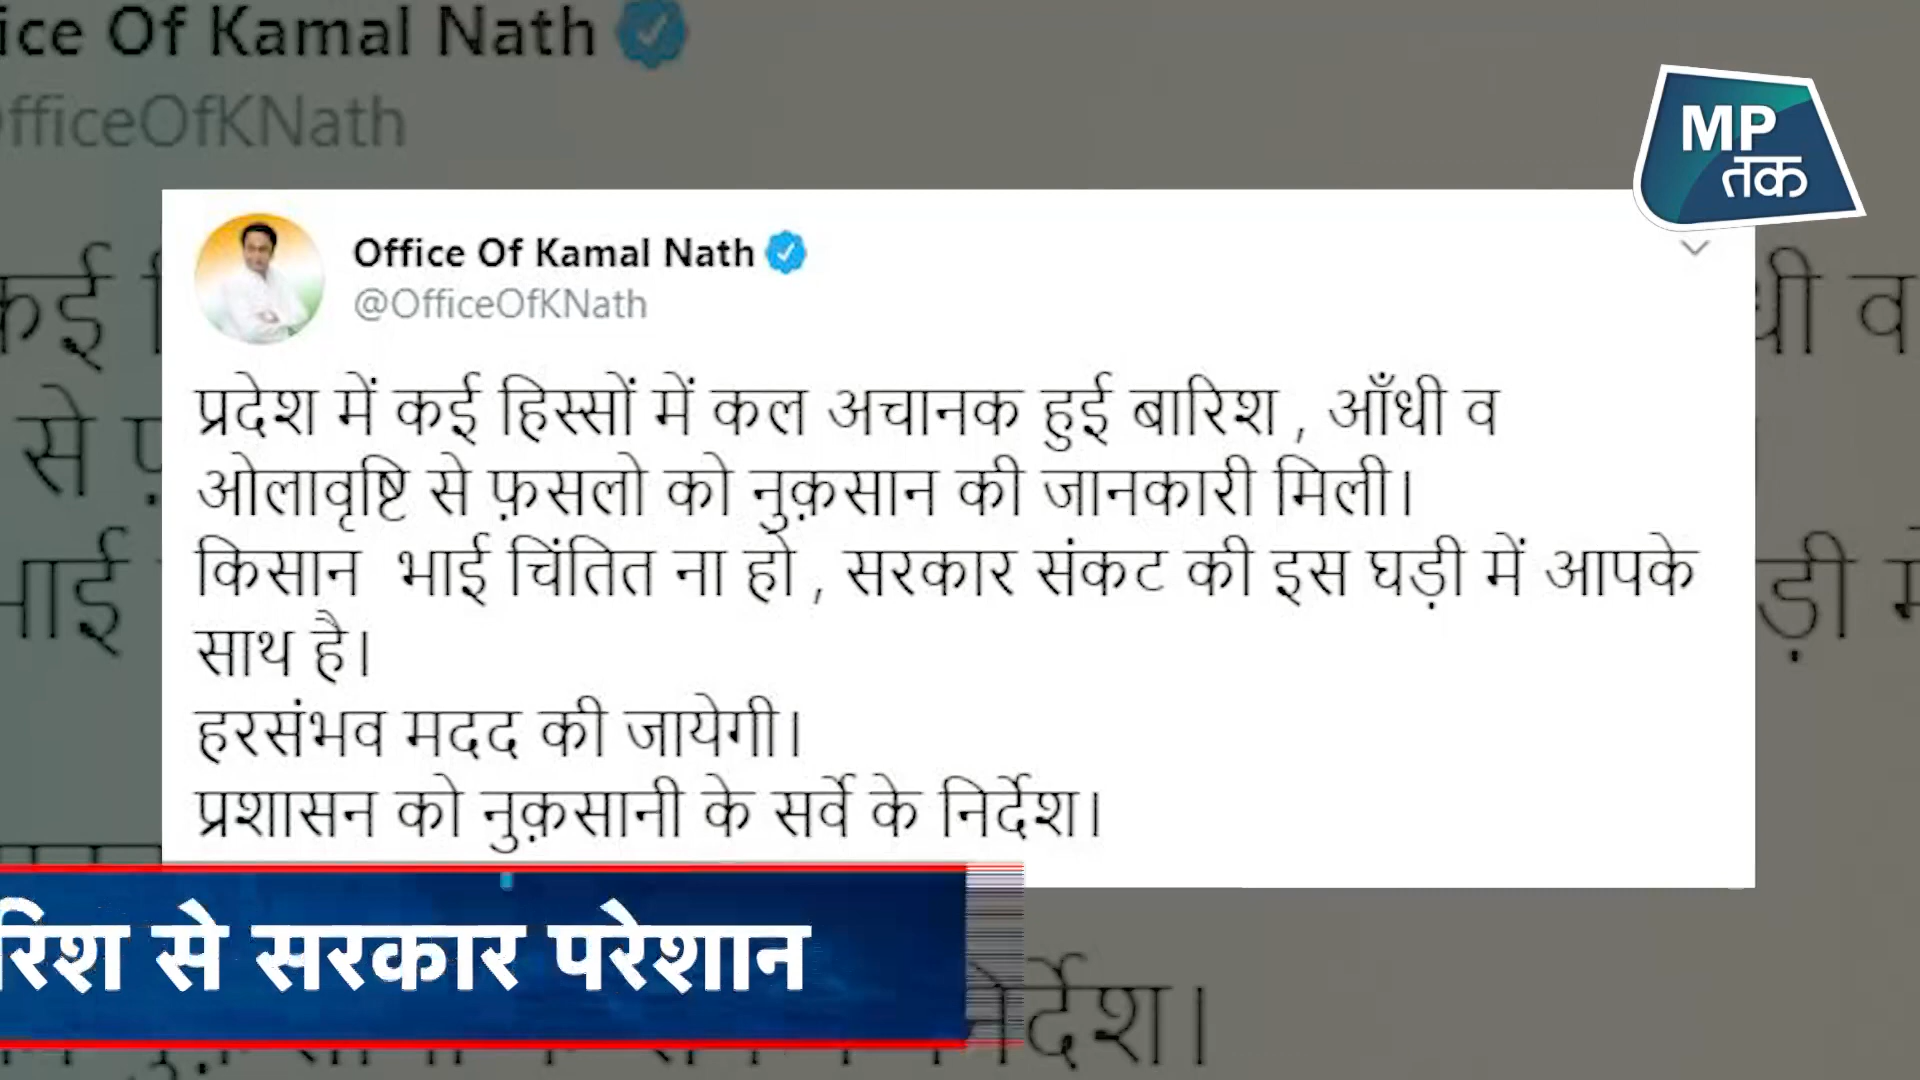 ice Of Kamal Nath
fficeOfKNath
MP
तक
Office Of Kamal Nath
@OfficeOfKNath
प्रदेश में कई हिस्सों में कल अचानक हुई बारिश , आँधी व
ओलावृष्टि से फ़सलो को नुक़सान की जानकारी मिली।
किसान भाई चिंतित ना हो , सरकार संकट की इस घड़ी में आपके
साथ है।
हरसंभव मदद की जायेगी।
प्रशासन को नुक़सानी के सर्वे के निर्देश।
रिश से सरकार परेशान